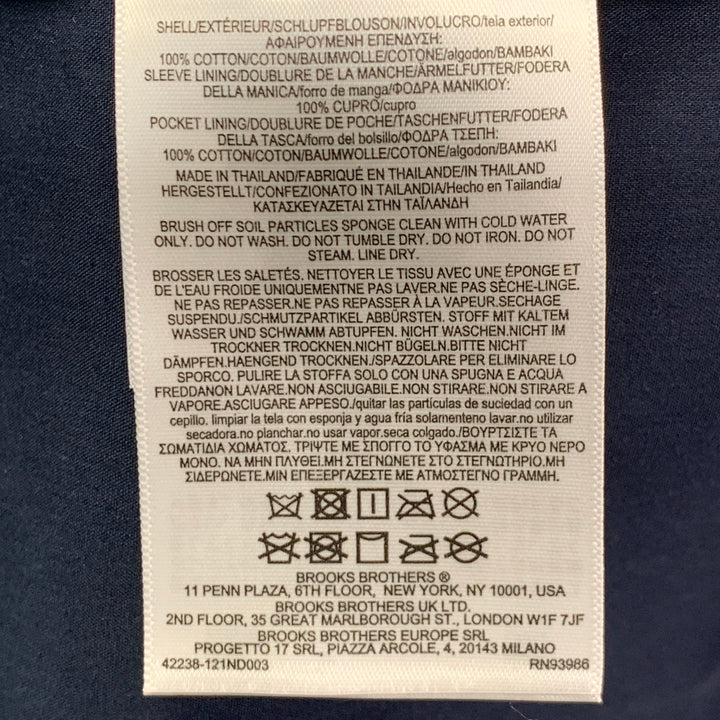 SHELL/EXTÉRIEUR/SCHLUPFBLOUSON/INVOLUCRO/tela exterior/
ΑΦΑΙΡΟΥΜΕΝΗ ΕΠΕΝΔΥΣΗ:
100% COTTON/COTON/BAUMWOLLE/COTONE/algodon/ΒΑΜΒΑΚΙ
SLEEVE LINING/DOUBLURE DE LA MANCHE/ÄRMELFUTTER/FODERA
DELLA MANICA/forro de manga/ΦΟΔΡΑ ΜΑΝΙΚΙΟΥ:
100% CUPRO/cupro
POCKET LINING/DOUBLURE DE POCHE/TASCHENFUTTER/FODERA
DELLA TASCA/forro del bolsillo/ΦΟΔΡΑ ΤΣΕΠΗ:
100% COTTON/COTON/BAUMWOLLE/COTONE/algodon/ΒΑΜΒΑΚΙ
MADE IN THAILAND/FABRIQUÉ EN THAILANDE/IN THAILAND
HERGESTELLT/CONFEZIONATO IN TAILANDIA/Hecho en Tailandia/
ΚΑΤΑΣΚΕΥΑΖΕΤΑΙ ΣΤΗΝ ΤΑΪΛΑΝΔΗ
BRUSH OFF SOIL PARTICLES SPONGE CLEAN WITH COLD WATER
ONLY. DO NOT WASH. DO NOT TUMBLE DRY. DO NOT IRON. DO NOT
STEAM. LINE DRY.
BROSSER LES SALETÉS. NETTOYER LE TISSU AVEC UNE ÉPONGE ET
DE L'EAU FROIDE UNIQUEMENTNE PAS LAVER.NE PAS SÈCHE-LINGE.
NE PAS REPASSER.NE PAS REPASSER À LA VAPEUR.SECHAGE
SUSPENDU./SCHMUTZPARTIKEL ABBÜRSTEN. STOFF MIT KALTEM
WASSER UND SCHWAMM ABTUPFEN. NICHT WASCHEN.NICHT IM
TROCKNER TROCKNEN.NICHT BÜGELN.BITTE NICHT
DÄMPFEN.HAENGEND TROCKNEN./SPAZZOLARE PER ELIMINARE LO
SPORCO. PULIRE LA STOFFA SOLO CON UNA SPUGNA E ACQUA
FREDDANON LAVARE.NON ASCIUGABILE.NON STIRARE.NON STIRARE A
VAPORE.ASCIUGARE APPESO./quitar las partículas de suciedad con un
cepillo. limpiar la tela con esponja y agua fría solamenteno lavar.no utilizar
secadora.no planchar.no usar vapor.seca colgado./ΒΟΥΡΤΣΙΣΤΕ ΤΑ
ΣΩΜΑΤΙΔΙΑ ΧΩΜΑΤΟΣ. ΤΡΙΨΤΕ ΜΕ ΣΠΟΓΓΟ ΤΟ ΥΦΑΣΜΑ ΜΕ ΚΡΥΟ ΝΕΡΟ
ΜΟΝΟ. ΝΑ ΜΗΝ ΠΛΥΘΕΙ.ΜΗ ΣΤΕΓΝΩΝΕΤΕ ΣΤΟ ΣΤΕΓΝΩΤΗΡΙΟ.ΜΗ
ΣΙΔΕΡΩΝΕΤΕ.ΜΙΝ ΕΠΕΞΕΡΓΑΖΕΣΤΕ ΜΕ ΑΤΜΟΣΤΕΓΝΟ ΓΡΑΜΜΗ.
BROOKS BROTHERS ®
11 PENN PLAZA, 6TH FLOOR, NEW YORK, NY 10001, USA
BROOKS BROTHERS UK LTD.
2ND FLOOR, 35 GREAT MARLBOROUGH ST., LONDON W1F 7JF
BROOKS BROTHERS EUROPE SRL
PROGETTO 17 SRL, PIAZZA ARCOLE, 4, 20143 MILANO
42238-121ND003 RN93986